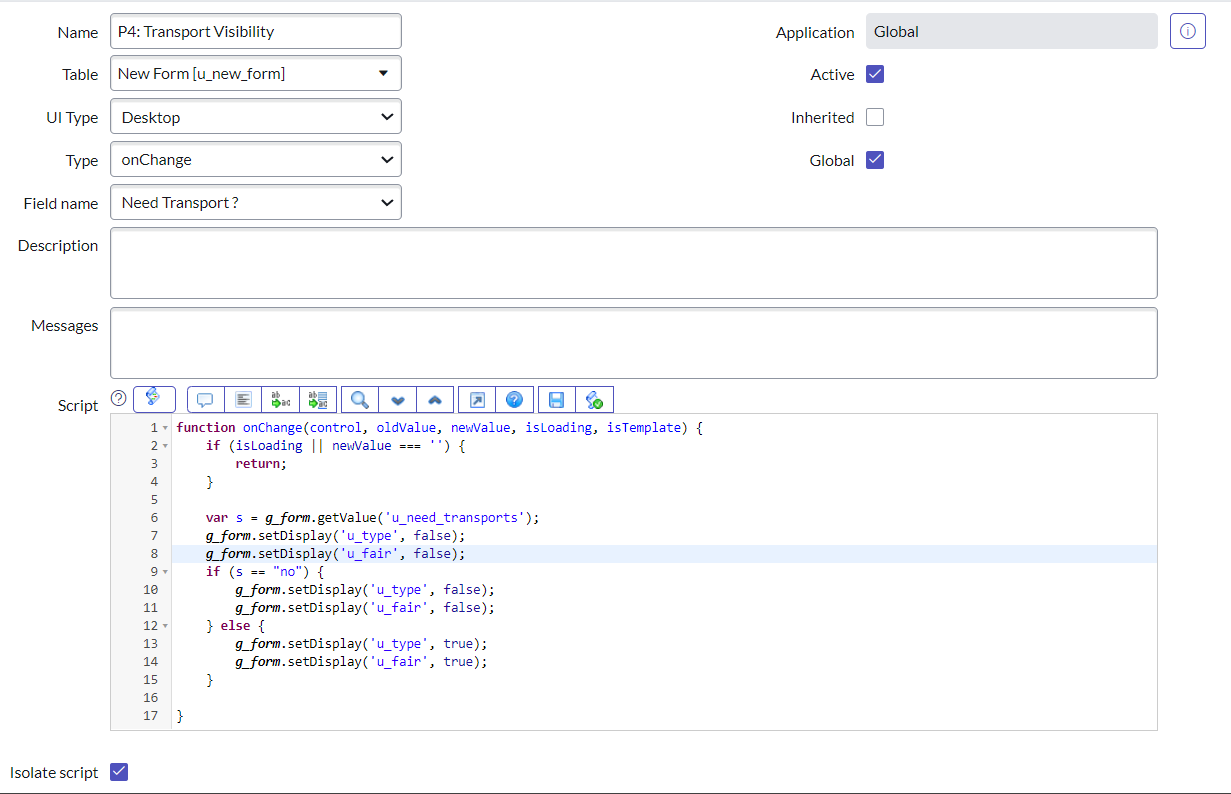 Name P4: Transport Visibility Application Global
Table New Form [u_new_form] Active
UI Type Desktop Inherited
Type onChange Global
Field name Need Transport ?
Description
Messages
Script
1 function onChange(control, oldValue, newValue, isLoading, isTemplate) {
2 if (isLoading || newValue === '') {
3 return;
4 }
5
6 var s = g_form.getValue('u_need_transports');
7 g_form.setDisplay('u_type', false);
8 g_form.setDisplay('u_fair', false);
9 if (s == "no") {
10 g_form.setDisplay('u_type', false);
11 g_form.setDisplay('u_fair', false);
12 } else {
13 g_form.setDisplay('u_type', true);
14 g_form.setDisplay('u_fair', true);
15 }
16
17 }
Isolate script